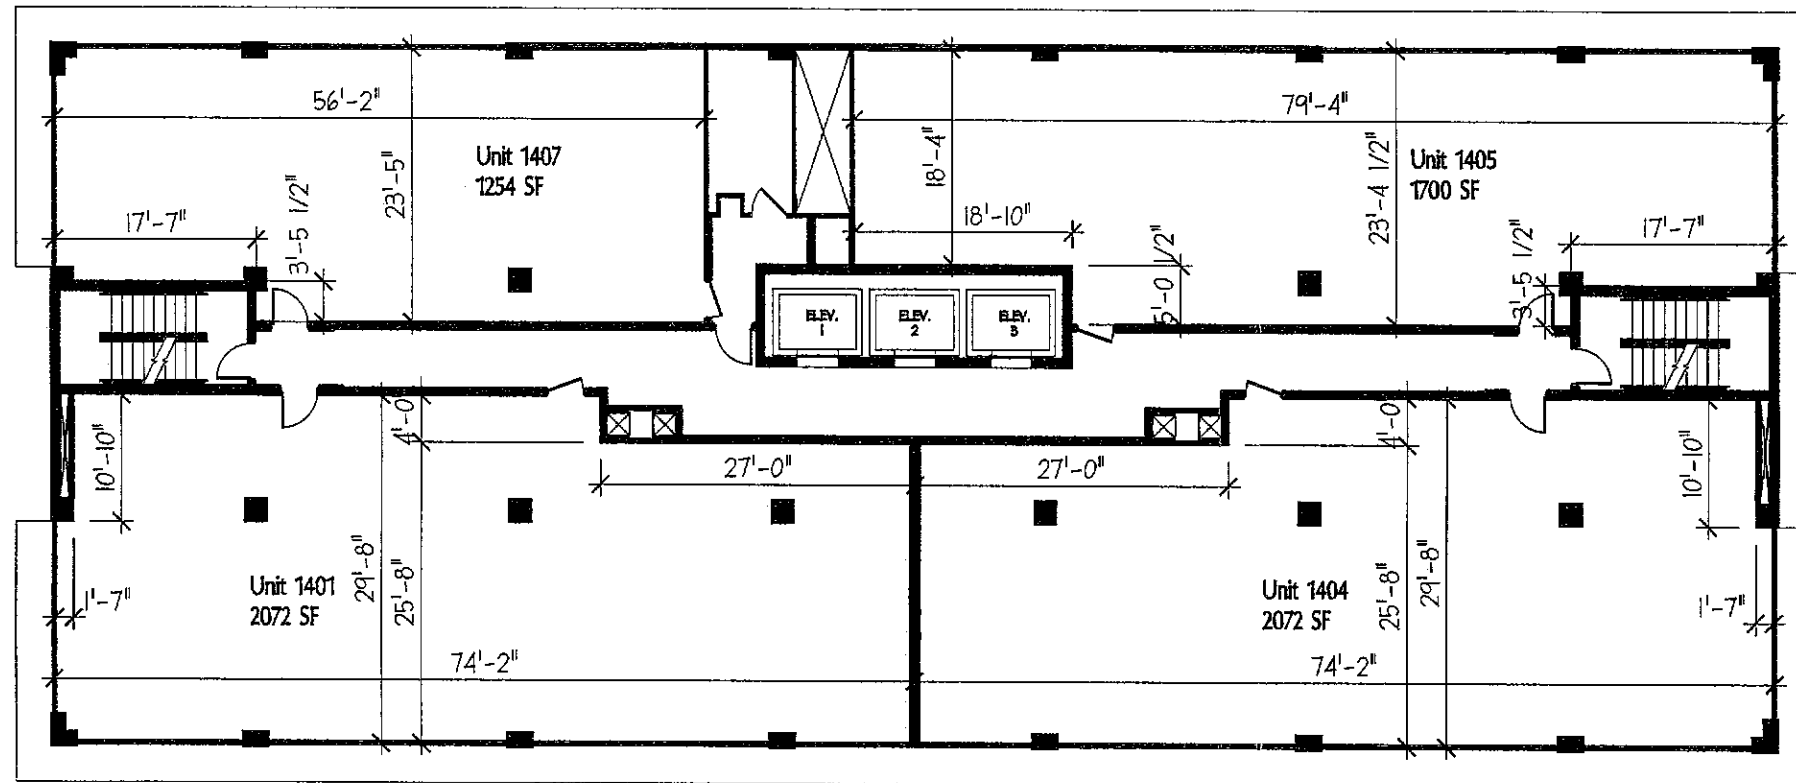 56'-2"
79'-4"
Unit 1407
1254 SF
23'-5"
18'-4"
23'-4 1/2"
Unit 1405
1700 SF
17'-7"
3'-5 1/2"
18'-10"
5'-0 1/2"
3'-5 1/2"
17'-7"
ELEV.
1
ELEV.
2
ELEV.
3
10'-10"
4'-0
27'-0"
27'-0"
4'-0
10'-10"
1'-7"
Unit 1401
2072 SF
29'-8"
25'-8"
Unit 1404
2072 SF
25'-8"
29'-8"
1'-7"
74'-2"
74'-2"